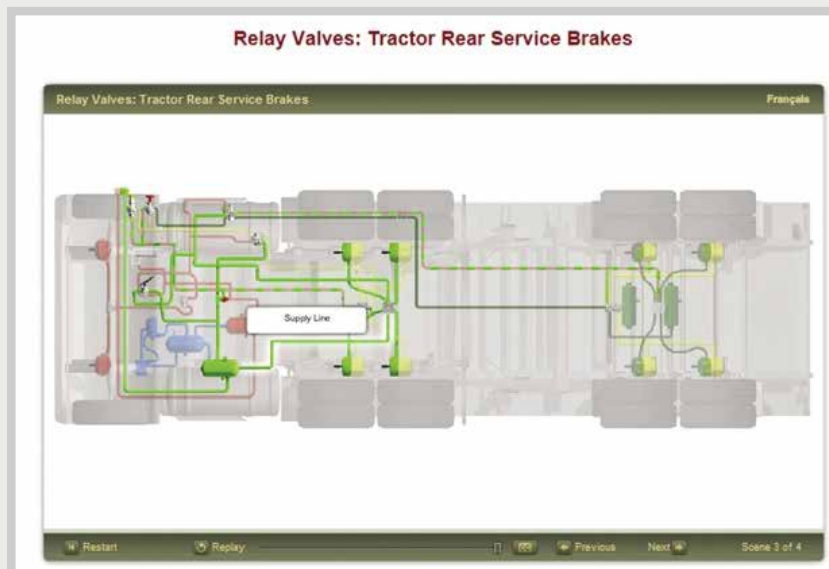 Relay Valves: Tractor Rear Service Brakes
Relay Valves: Tractor Rear Service Brakes Français
Supply Line
Restart Replay Previous Next Scene 3 of 4